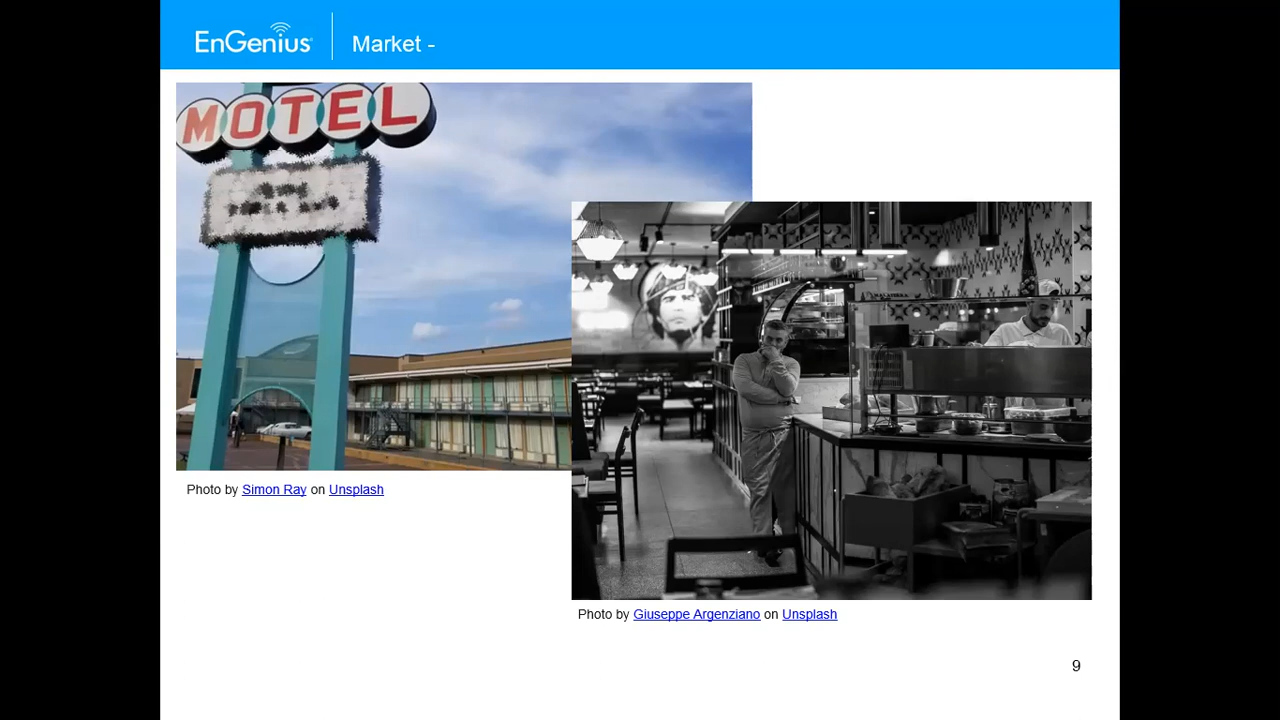 EnGenius
Market -
MOTEL
Photo by Simon Ray on Unsplash
Photo by Giuseppe Argenziano on Unsplash
9